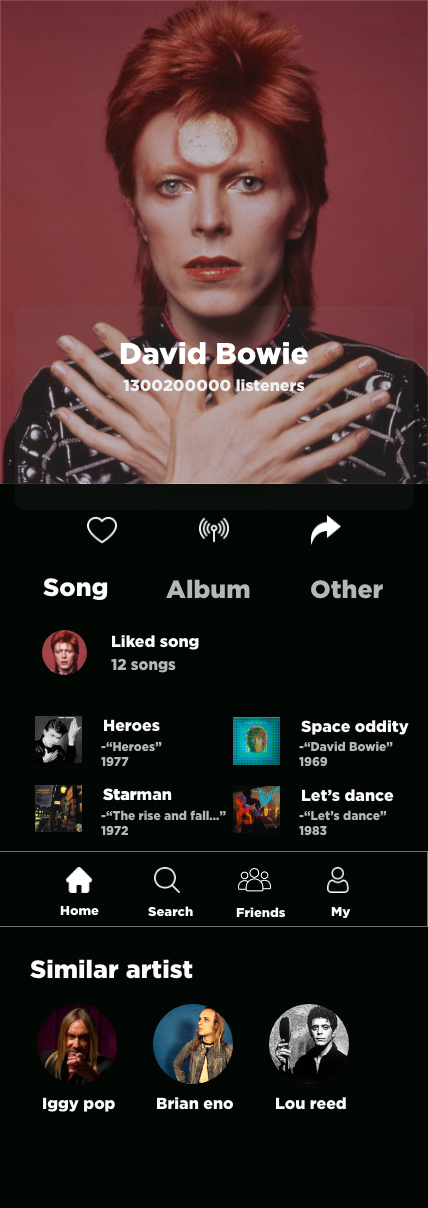 David Bowie
1300200000 listeners
Song
Album
Other
Liked song
12 songs
Heroes
-“Heroes”
1977
Space oddity
-“David Bowie”
1969
Starman
-“The rise and fall...”
1972
Let’s dance
-“Let’s dance”
1983
Home
Search
Friends
My
Similar artist
Iggy pop
Brian eno
Lou reed